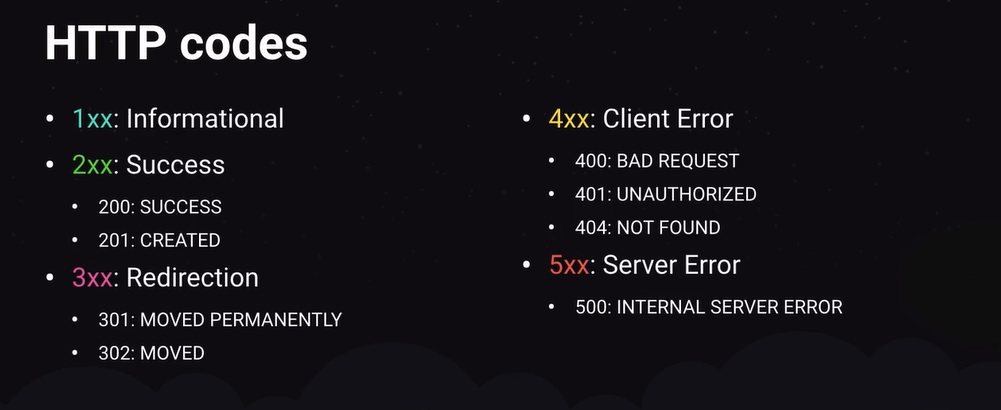 HTTP codes
• 1xx: Informational
• 2xx: Success
• 200: SUCCESS
• 201: CREATED
• 3xx: Redirection
• 301: MOVED PERMANENTLY
• 302: MOVED
• 4xx: Client Error
• 400: BAD REQUEST
• 401: UNAUTHORIZED
• 404: NOT FOUND
• 5xx: Server Error
• 500: INTERNAL SERVER ERROR